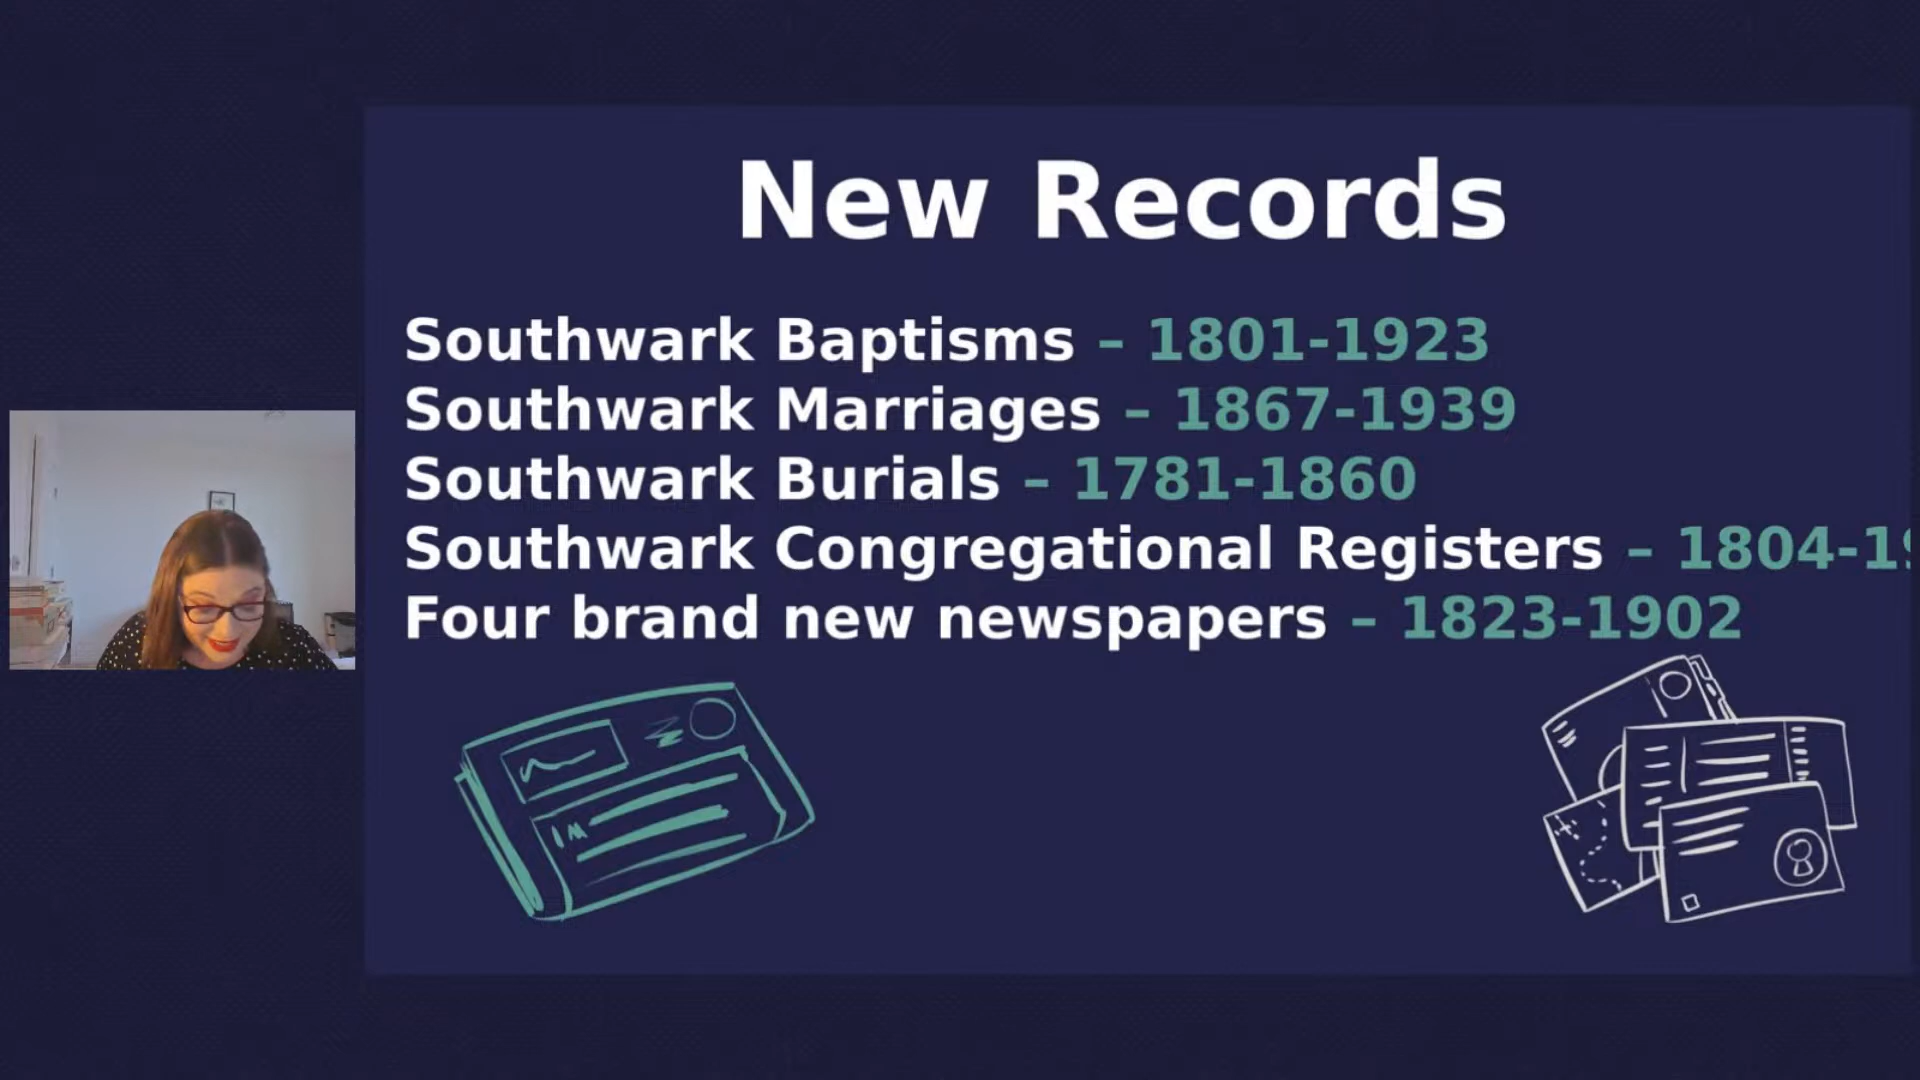 New Records
Southwark Baptisms – 1801-1923
Southwark Marriages – 1867-1939
Southwark Burials – 1781-1860
Southwark Congregational Registers – 1804-19
Four brand new newspapers – 1823-1902